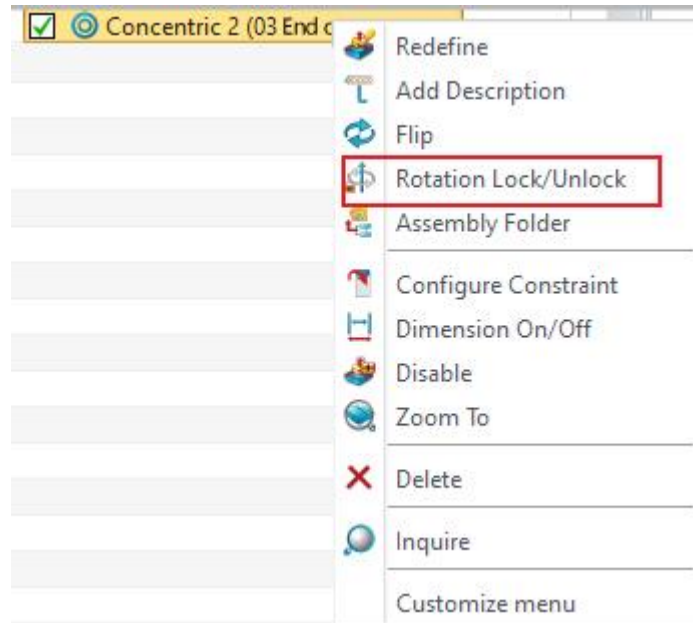 Concentric 2 (03 End c
Redefine
Add Description
Flip
Rotation Lock/Unlock
Assembly Folder
Configure Constraint
Dimension On/Off
Disable
Zoom To
Delete
Inquire
Customize menu